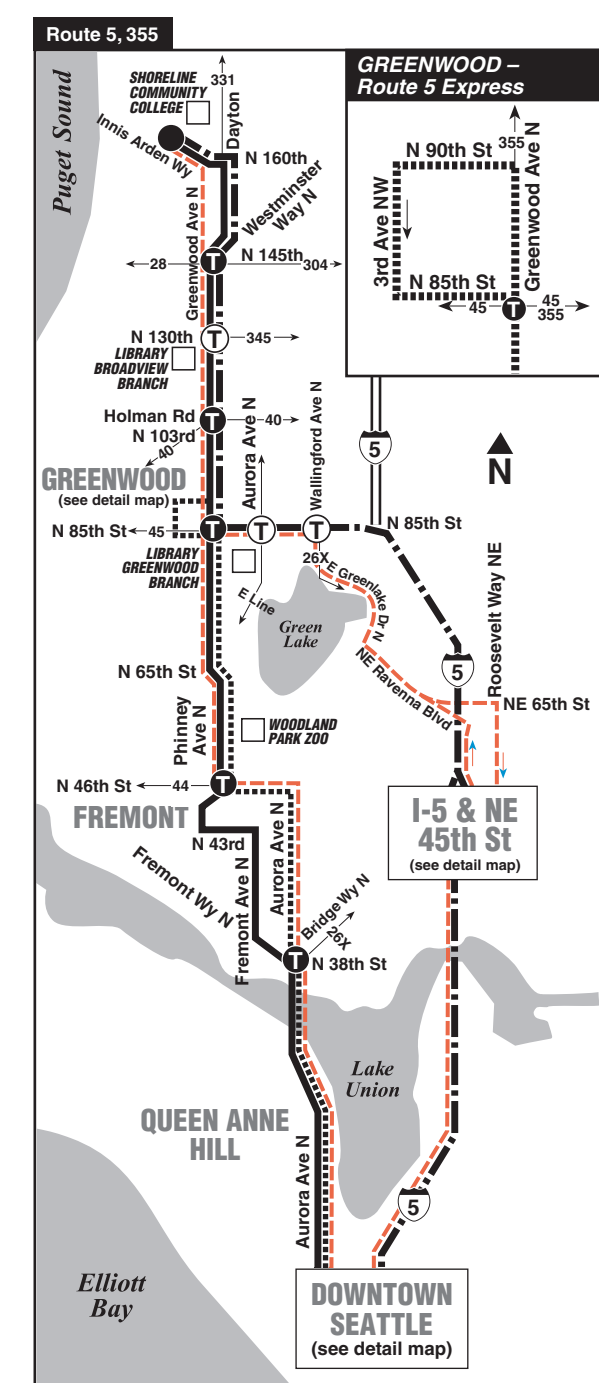 Route 5, 355
GREENWOOD –
Route 5 Express
N 90th St
355
Greenwood Ave N
3rd Ave NW
N 85th St
T
45
45
355
Puget Sound
SHORELINE
COMMUNITY
COLLEGE
331
Dayton
Innis Arden Wy
N 160th
Westminster
Way N
Greenwood Ave N
28
T
N 145th
304
N 130th
T
345
LIBRARY
BROADVIEW
BRANCH
Holman Rd
N 103rd
T
40
40
Aurora Ave N
Wallingford Ave N
5
N
GREENWOOD
(see detail map)
N 85th St
45
T
T
T
N 85th St
LIBRARY
GREENWOOD
BRANCH
26X
E Greenlake Dr N
E Line
Green
Lake
Roosevelt Way NE
5
NE Ravenna Blvd
NE 65th St
N 65th St
Phinney
Ave N
WOODLAND
PARK ZOO
N 46th St
44
T
FREMONT
I-5 & NE
45th St
(see detail map)
N 43rd
Aurora Ave N
Fremont Wy N
Fremont Ave N
Bridge Wy N
26X
T
N 38th St
Lake
Union
QUEEN ANNE
HILL
Aurora Ave N
5
Elliott
Bay
DOWNTOWN
SEATTLE
(see detail map)